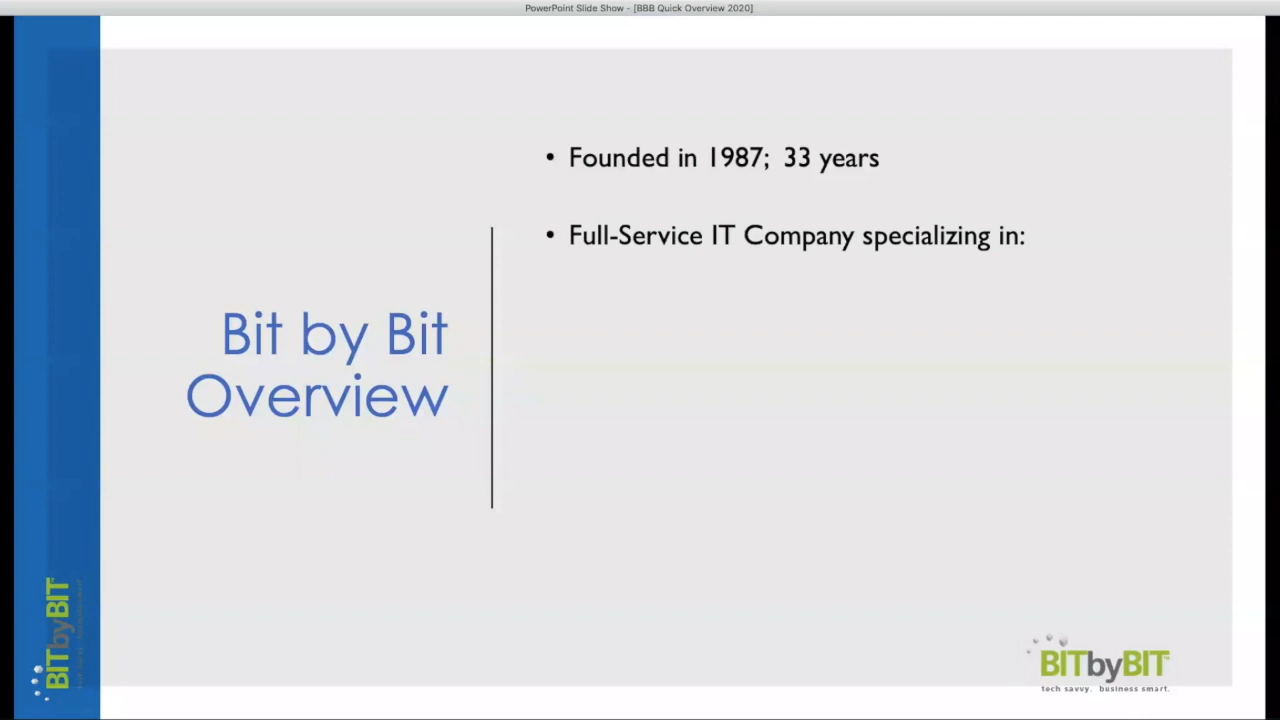 PowerPoint Slide Show - [BBB Quick Overview 2020]
• Founded in 1987; 33 years
• Full-Service IT Company specializing in:
Bit by Bit
Overview
BITbyBIT
BITbyBIT
tech savvy. business smart.